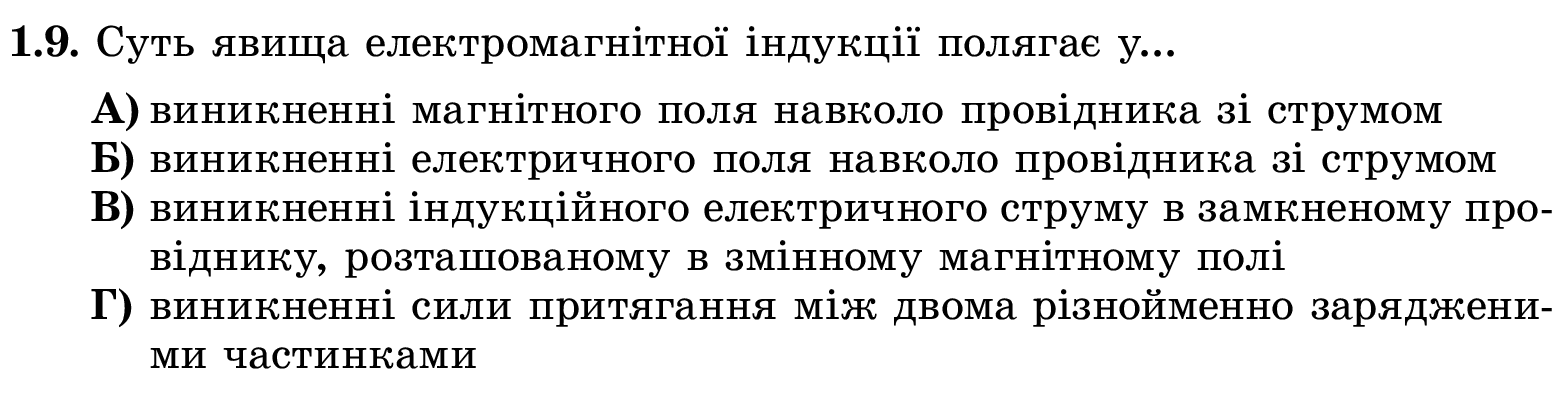 1.9. Суть явища електромагнітної індукції полягає у...
А) виникненні магнітного поля навколо провідника зі струмом
Б) виникненні електричного поля навколо провідника зі струмом
В) виникненні індукційного електричного струму в замкненому про-
віднику, розташованому в змінному магнітному полі
Г) виникненні сили притягання між двома різнойменно зарядженi-
ми частинками